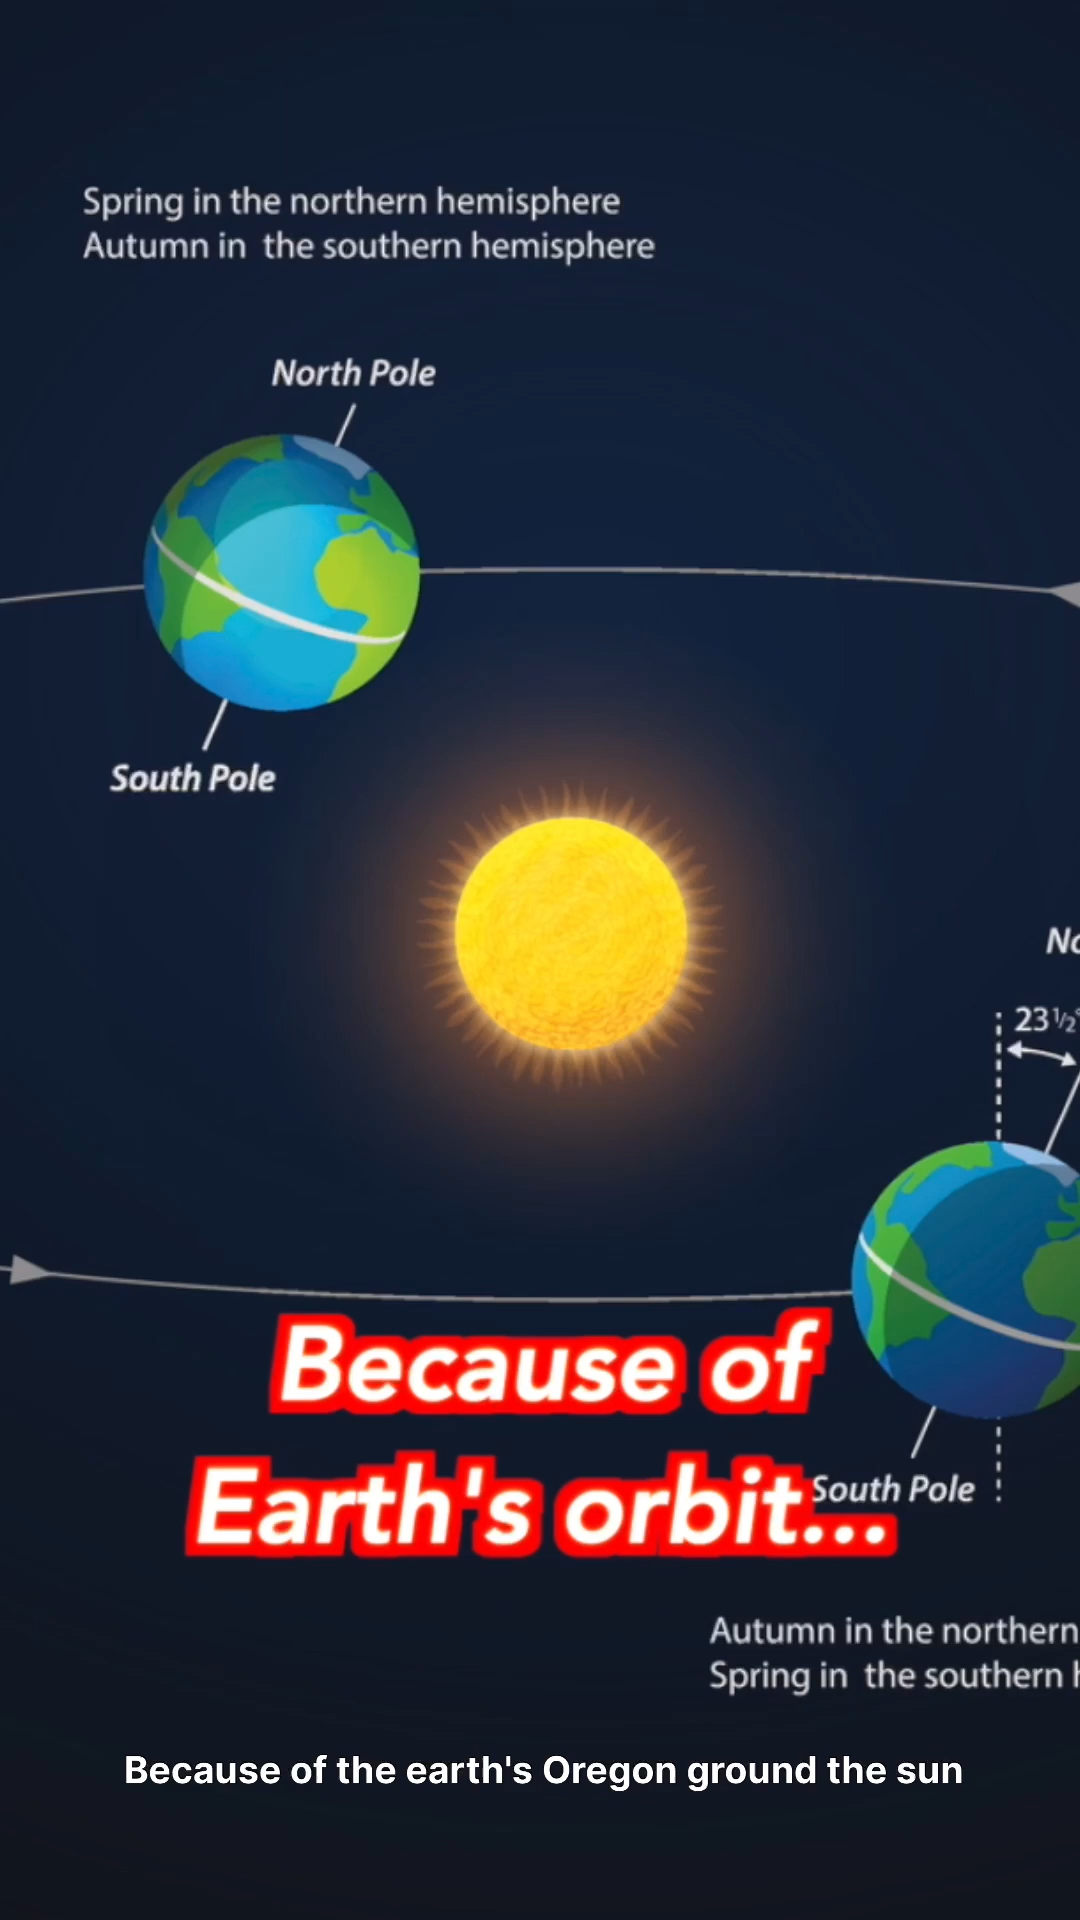 Spring in the northern hemisphere
Autumn in the southern hemisphere
North Pole
South Pole
23½°
Because of
Earth's orbit...
South Pole
Autumn in the northern
Spring in the southern
Because of the earth's Oregon ground the sun